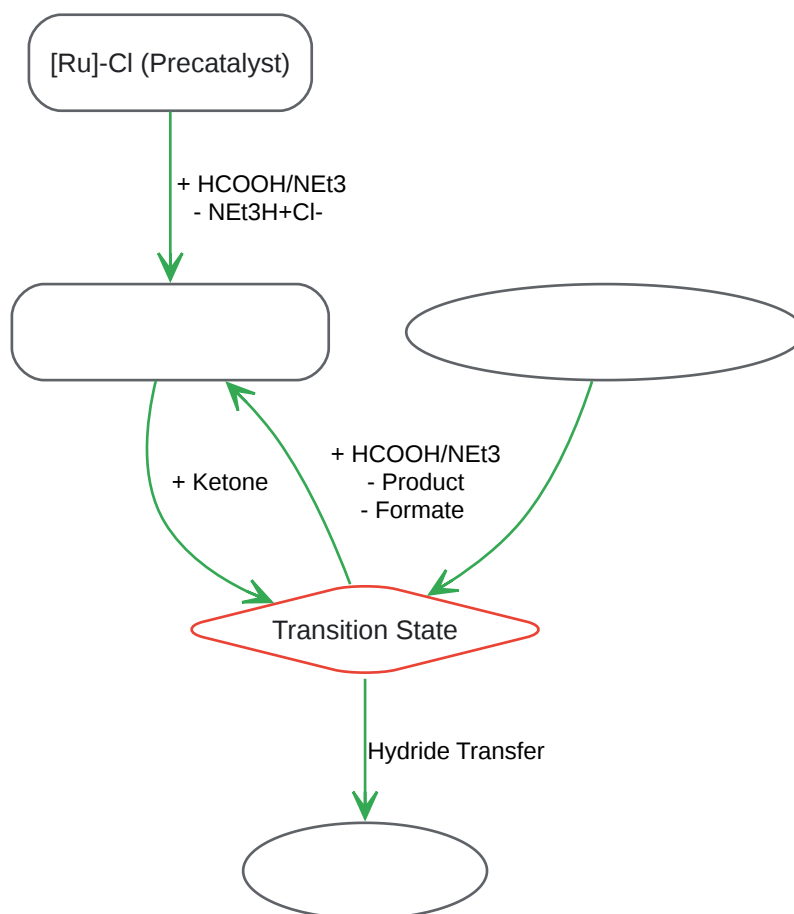 [Ru]-Cl (Precatalyst)
+ HCOOH/NEt3
- NEt3H+Cl-
+ Ketone
+ HCOOH/NEt3
- Product
- Formate
Transition State
Hydride Transfer